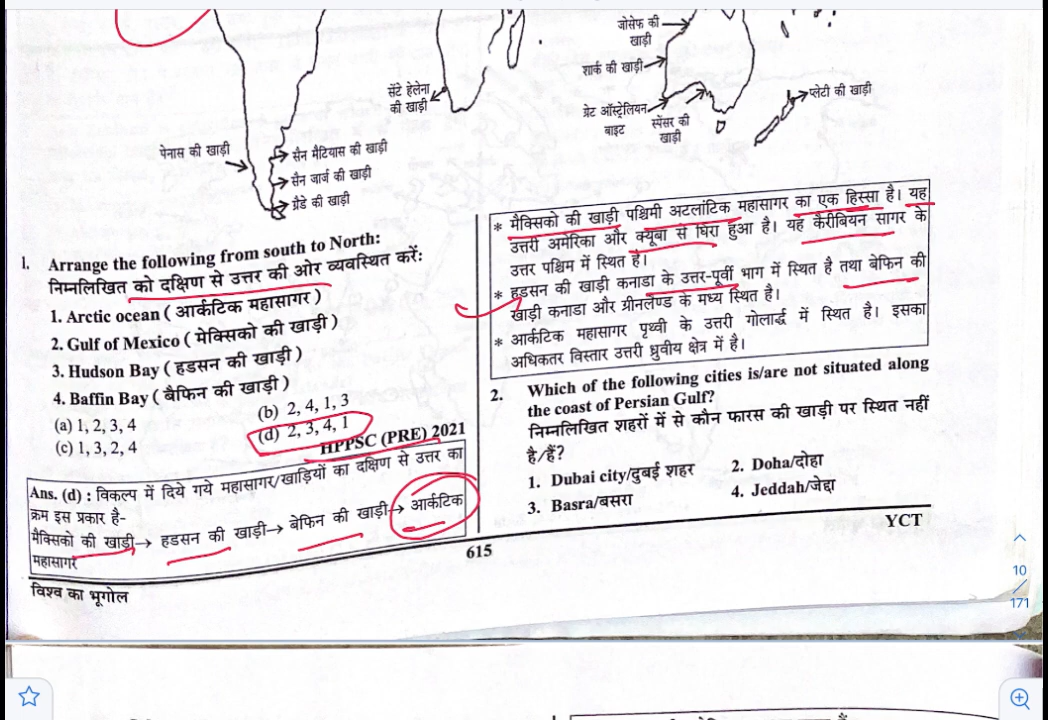 जोसेफ की
खाड़ी
शार्क की खाड़ी
सेंट हेलेना
की खाड़ी
ग्रेट ऑस्ट्रेलियन
बाइट
स्पेंसर की
खाड़ी
प्लेटी की खाड़ी
पेनास की खाड़ी
सैन मैटियास की खाड़ी
सैन जार्ज की खाड़ी
ग्रैडे की खाड़ी
1. Arrange the following from south to North:
निम्नलिखित को दक्षिण से उत्तर की ओर व्यवस्थित करें:
1. Arctic ocean ( आर्कटिक महासागर )
2. Gulf of Mexico ( मेक्सिको की खाड़ी )
3. Hudson Bay ( हडसन की खाड़ी )
4. Baffin Bay ( बैफिन की खाड़ी )
(a) 1, 2, 3, 4
(b) 2, 4, 1, 3
(c) 1, 3, 2, 4
(d) 2, 3, 4, 1
HPPSC (PRE) 2021
Ans. (d) : विकल्प में दिये गये महासागर/खाड़ियों का दक्षिण से उत्तर का
क्रम इस प्रकार है-
मैक्सिको की खाड़ी→ हडसन की खाड़ी→ बेफिन की खाड़ी→ आर्कटिक
महासागर
* मैक्सिको की खाड़ी पश्चिमी अटलांटिक महासागर का एक हिस्सा है। यह
उत्तरी अमेरिका और क्यूबा से घिरा हुआ है। यह कैरीबियन सागर के
उत्तर पश्चिम में स्थित है।
* हडसन की खाड़ी कनाडा के उत्तर-पूर्वी भाग में स्थित है तथा बेफिन की
खाड़ी कनाडा और ग्रीनलैण्ड के मध्य स्थित है।
* आर्कटिक महासागर पृथ्वी के उत्तरी गोलार्द्ध में स्थित है। इसका
अधिकतर विस्तार उत्तरी ध्रुवीय क्षेत्र में है।
2. Which of the following cities is/are not situated along
the coast of Persian Gulf?
निम्नलिखित शहरों में से कौन फारस की खाड़ी पर स्थित नहीं
है/हैं?
1. Dubai city/दुबई शहर
2. Doha/दोहा
3. Basra/बसरा
4. Jeddah/जेद्दा
615
YCT
विश्व का भूगोल
10
171